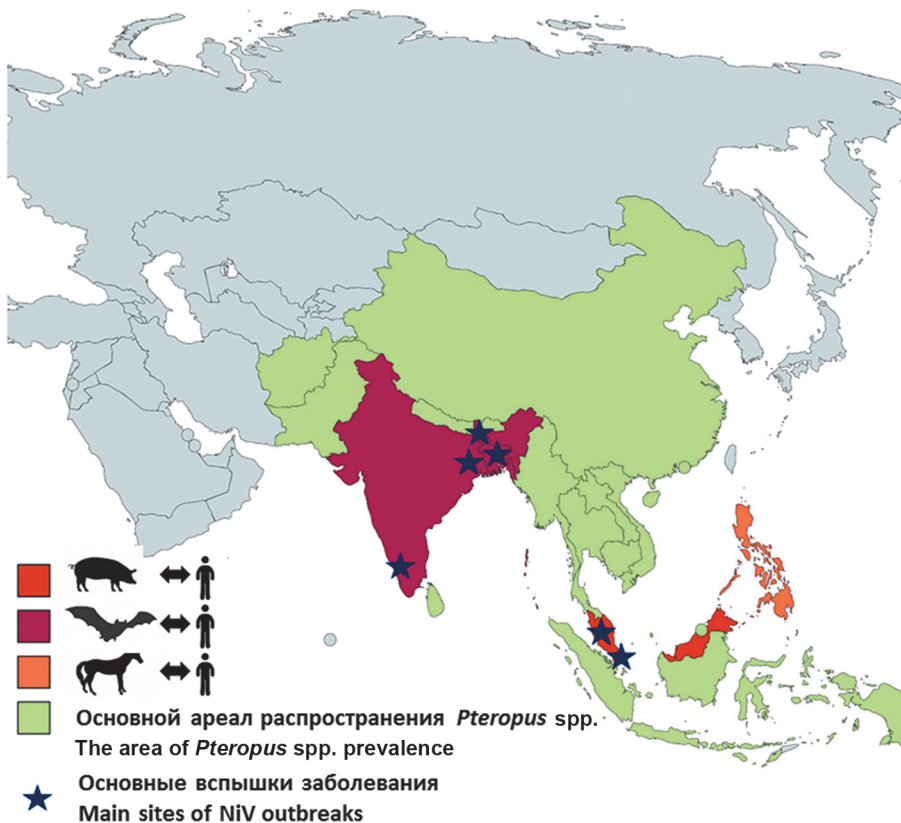 Основной ареал распространения Pteropus spp.
The area of Pteropus spp. prevalence
Основные вспышки заболевания
Main sites of NiV outbreaks